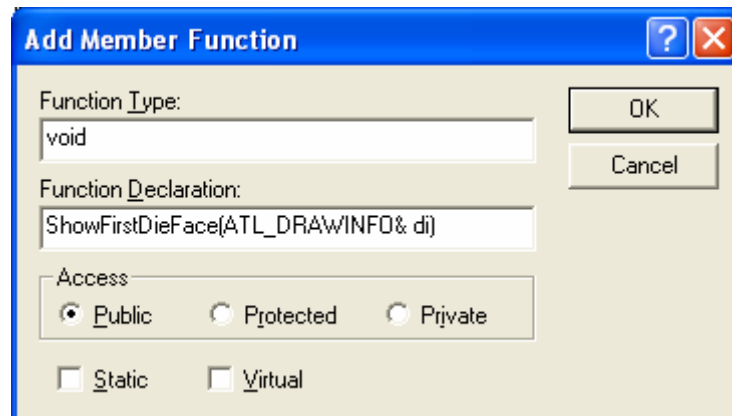 Add Member Function
?
Function Type:
OK
void
Cancel
Function Declaration:
ShowFirstDieFace(ATL_DRAWINFO& di)
Access
Public Protected Private
Static Virtual